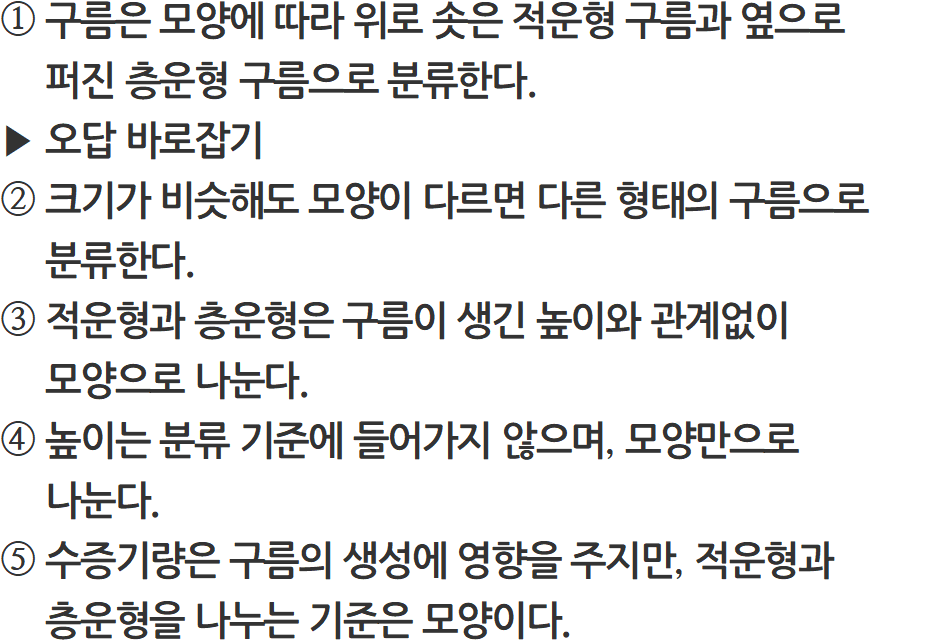 ① 구름은 모양에 따라 위로 솟은 적운형 구름과 옆으로
퍼진 층운형 구름으로 분류한다.
▶ 오답 바로잡기
② 크기가 비슷해도 모양이 다르면 다른 형태의 구름으로
분류한다.
③ 적운형과 층운형은 구름이 생긴 높이와 관계없이
모양으로 나눈다.
④ 높이는 분류 기준에 들어가지 않으며, 모양만으로
나눈다.
⑤ 수증기량은 구름의 생성에 영향을 주지만, 적운형과
층운형을 나누는 기준은 모양이다.